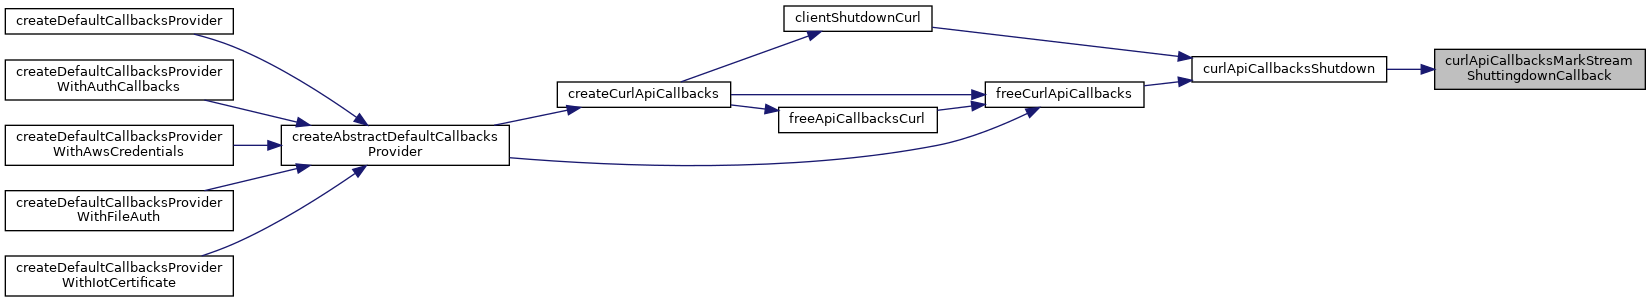 createDefaultCallbacksProvider
createDefaultCallbacksProvider
WithAuthCallbacks
createDefaultCallbacksProvider
WithAwsCredentials
createDefaultCallbacksProvider
WithFileAuth
createDefaultCallbacksProvider
WithIotCertificate
createAbstractDefaultCallbacks
Provider
createCurlApiCallbacks
clientShutdownCurl
freeApiCallbacksCurl
freeCurlApiCallbacks
curlApiCallbacksShutdown
curlApiCallbacksMarkStream
ShuttingdownCallback